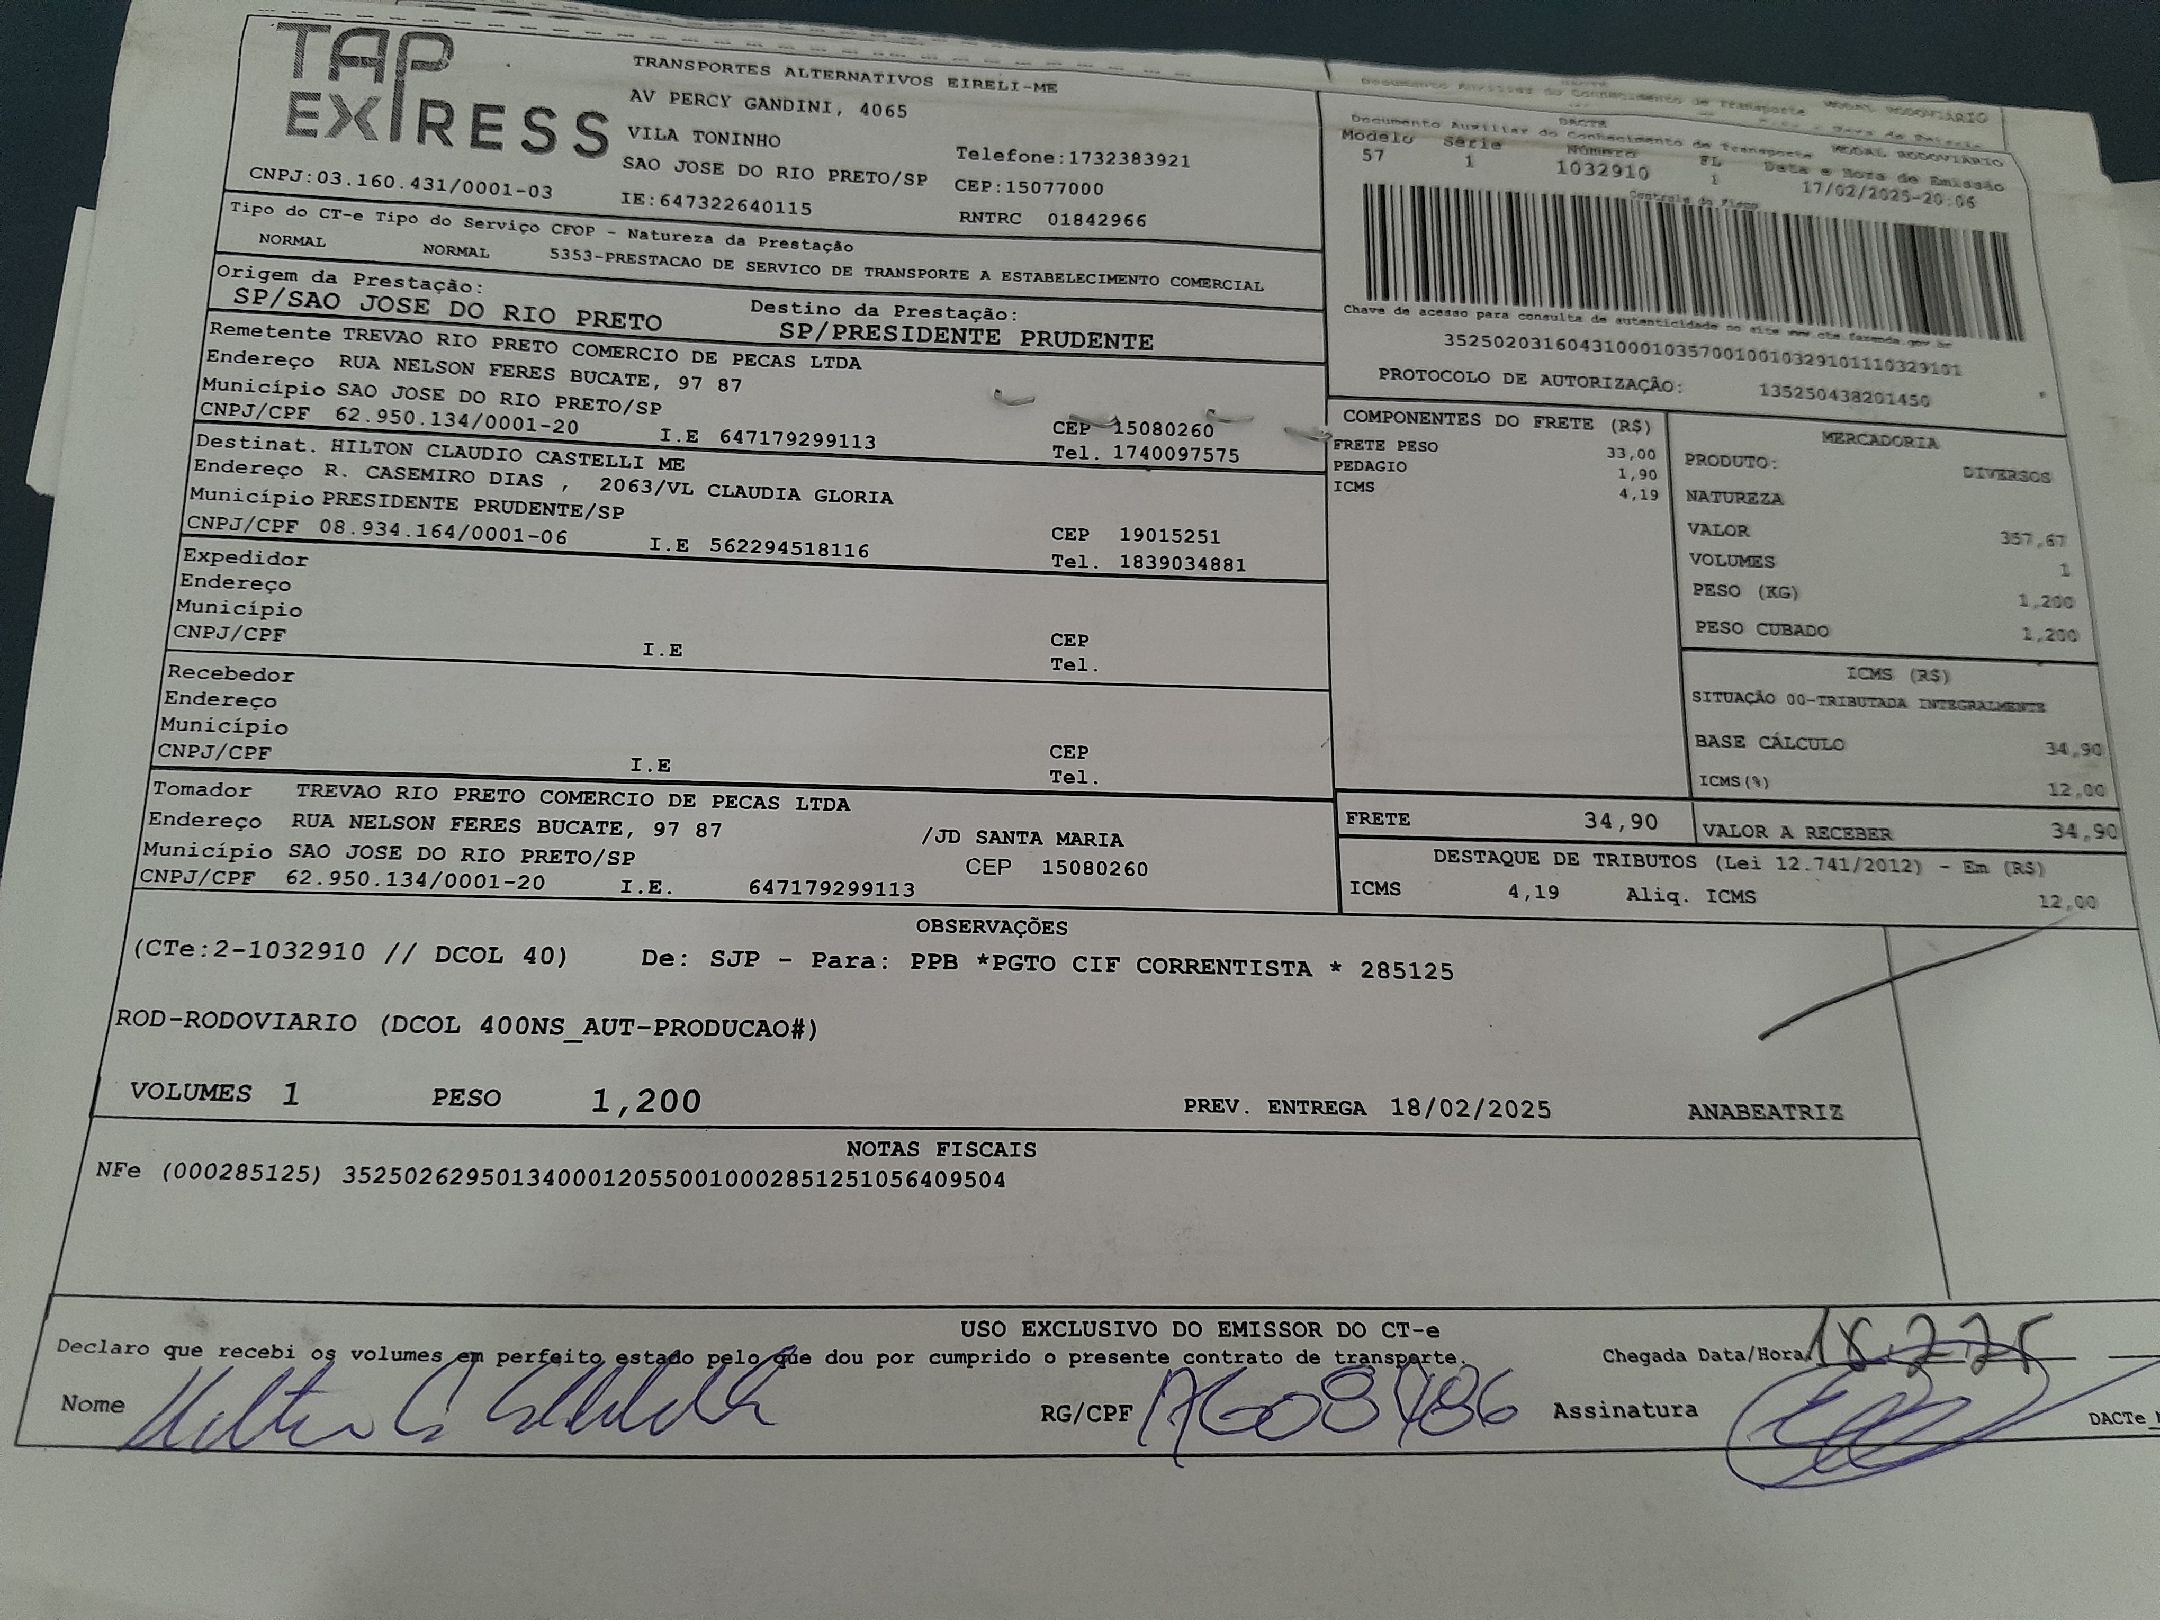 TAP
EXPRESS
TRANSPORTES ALTERNATIVOS EIRELI-ME
AV PERCY GANDINI, 4065
VILA TONINHO
SAO JOSE DO RIO PRETO/SP
Telefone:1732383921
CEP:15077000
CNPJ:03.160.431/0001-03
IE:647322640115
RNTRC 01842966
DACTE
Documento Auxiliar do Conhecimento de Transporte MODAL RODOVIÁRIO
Modelo Série Número FL Data e Hora de Emissão
57 1 1032910 1 17/02/2025-20:06
Controle do Fisco
Chave de acesso para consulta de autenticidade no site www.cte.fazenda.gov.br
35250203160431000103570010010329101110329101
PROTOCOLO DE AUTORIZAÇÃO: 135250438201450
Tipo do CT-e Tipo do Serviço CFOP - Natureza da Prestação
NORMAL NORMAL 5353-PRESTACAO DE SERVICO DE TRANSPORTE A ESTABELECIMENTO COMERCIAL
Origem da Prestação: Destino da Prestação:
SP/SAO JOSE DO RIO PRETO SP/PRESIDENTE PRUDENTE
Remetente TREVAO RIO PRETO COMERCIO DE PECAS LTDA
Endereço RUA NELSON FERES BUCATE, 97 87
Município SAO JOSE DO RIO PRETO/SP CEP 15080260
CNPJ/CPF 62.950.134/0001-20 I.E 647179299113 Tel. 1740097575
Destinat. HILTON CLAUDIO CASTELLI ME
Endereço R. CASEMIRO DIAS , 2063/VL CLAUDIA GLORIA
Município PRESIDENTE PRUDENTE/SP CEP 19015251
CNPJ/CPF 08.934.164/0001-06 I.E 562294518116 Tel. 1839034881
Expedidor
Endereço
Município CEP
CNPJ/CPF I.E Tel.
Recebedor
Endereço
Município CEP
CNPJ/CPF I.E Tel.
Tomador TREVAO RIO PRETO COMERCIO DE PECAS LTDA
Endereço RUA NELSON FERES BUCATE, 97 87 /JD SANTA MARIA
Município SAO JOSE DO RIO PRETO/SP CEP 15080260
CNPJ/CPF 62.950.134/0001-20 I.E. 647179299113
COMPONENTES DO FRETE (R$)
FRETE PESO 33,00
PEDAGIO 1,90
ICMS 4,19
MERCADORIA
PRODUTO: DIVERSOS
NATUREZA
VALOR 357,67
VOLUMES 1
PESO (KG) 1,200
PESO CUBADO 1,200
ICMS (R$)
SITUAÇÃO 00-TRIBUTADA INTEGRALMENTE
BASE CÁLCULO 34,90
ICMS(%) 12,00
FRETE 34,90 VALOR A RECEBER 34,90
DESTAQUE DE TRIBUTOS (Lei 12.741/2012) - Em (R$)
ICMS 4,19 Aliq. ICMS 12,00
OBSERVAÇÕES
(CTe:2-1032910 // DCOL 40) De: SJP - Para: PPB *PGTO CIF CORRENTISTA * 285125
ROD-RODOVIARIO (DCOL 400NS_AUT-PRODUCAO#)
VOLUMES 1 PESO 1,200 PREV. ENTREGA 18/02/2025 ANABEATRIZ
NOTAS FISCAIS
NFe (000285125) 35250262950134000120550010002851251056409504
USO EXCLUSIVO DO EMISSOR DO CT-e
Declaro que recebi os volumes em perfeito estado pelo que dou por cumprido o presente contrato de transporte. Chegada Data/Hora 18.2.25
Nome RG/CPF Assinatura DACTe